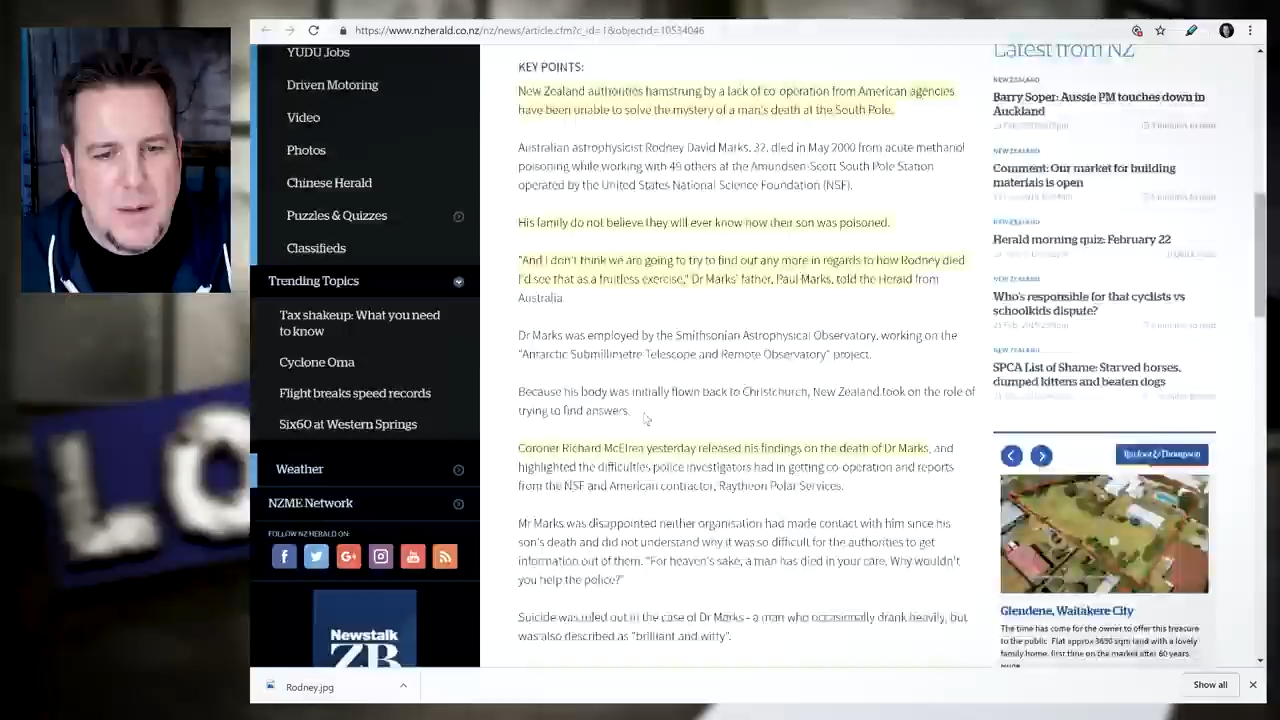 https://www.nzherald.co.nz/nz/news/article.cfm?c_id=1&objectid=10534046
YUDU Jobs
Driven Motoring
Video
Photos
Chinese Herald
Puzzles & Quizzes
Classifieds
Trending Topics
Tax shakeup: What you need
to know
Cyclone Oma
Flight breaks speed records
Six60 at Western Springs
Weather
NZME Network
FOLLOW NZ HERALD ON:
Newstalk
ZB
KEY POINTS:
New Zealand authorities hamstrung by a lack of co-operation from American agencies
have been unable to solve the mystery of a man's death at the South Pole.
Australian astrophysicist Rodney David Marks, 32, died in May 2000 from acute methanol
poisoning while working with 49 others at the Amundsen-Scott South Pole Station
operated by the United States National Science Foundation (NSF).
His family do not believe they will ever know how their son was poisoned.
"And I don't think we are going to try to find out any more in regards to how Rodney died
I'd see that as a fruitless exercise," Dr Marks' father, Paul Marks, told the Herald from
Australia.
Dr Marks was employed by the Smithsonian Astrophysical Observatory, working on the
"Antarctic Submillimetre Telescope and Remote Observatory" project.
Because his body was initially flown back to Christchurch, New Zealand took on the role of
trying to find answers.
Coroner Richard McElrea yesterday released his findings on the death of Dr Marks, and
highlighted the difficulties police investigators had in getting co-operation and reports
from the NSF and American contractor, Raytheon Polar Services.
Mr Marks was disappointed neither organisation had made contact with him since his
son's death and did not understand why it was so difficult for the authorities to get
information out of them. "For heaven's sake, a man has died in your care. Why wouldn't
you help the police?"
Suicide was ruled out in the case of Dr Marks - a man who occasionally drank heavily, but
was also described as "brilliant and witty".
Latest from NZ
NEW ZEALAND
Barry Soper: Aussie PM touches down in
Auckland
NEW ZEALAND
Comment: Our market for building
materials is open
NEW ZEALAND
Herald morning quiz: February 22
NEW ZEALAND
Who's responsible for that cyclists vs
schoolkids dispute?
NEW ZEALAND
SPCA List of Shame: Starved horses,
dumped kittens and beaten dogs
Barfoot & Thompson
Glendene, Waitakere City
The time has come for the owner to offer this treasure
to the public. Flat approx 3650 sqm land with a lovely
family home, first time on the market after 60 years
Rodney.jpg
Show all
LO